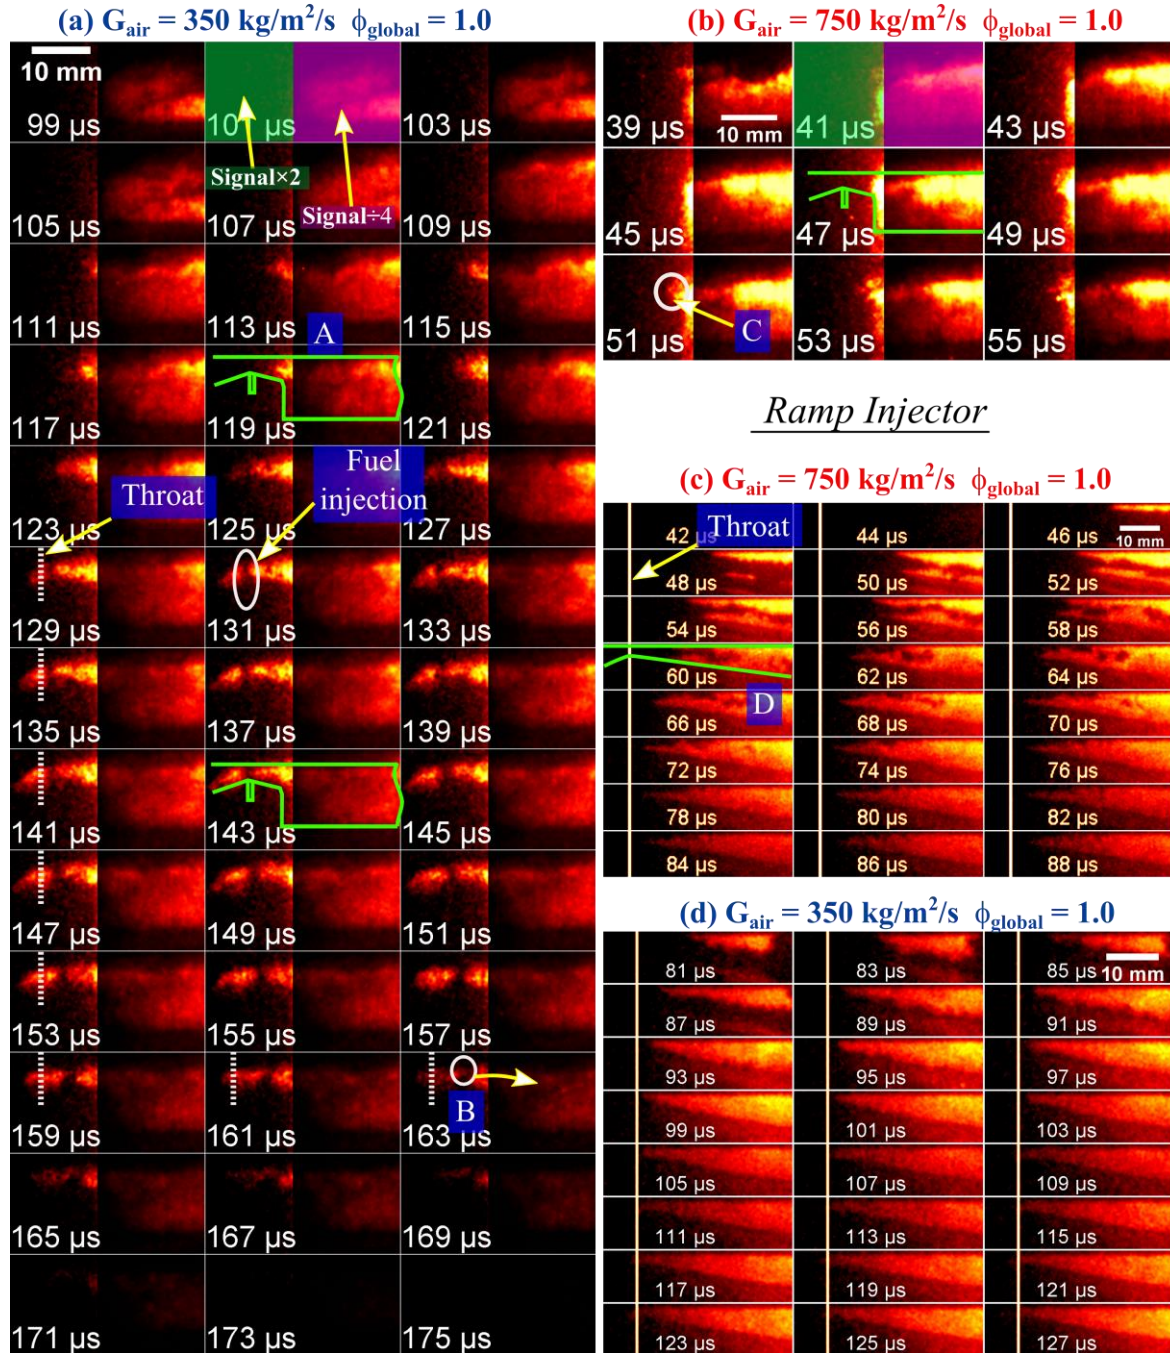 (a) G_air = 350 kg/m²/s ϕ_global = 1.0
10 mm
99 µs 101 µs 103 µs
Signal×2
Signal÷4
105 µs 107 µs 109 µs
111 µs 113 µs 115 µs
A
117 µs 119 µs 121 µs
Fuel
injection
Throat
123 µs 125 µs 127 µs
129 µs 131 µs 133 µs
135 µs 137 µs 139 µs
141 µs 143 µs 145 µs
147 µs 149 µs 151 µs
153 µs 155 µs 157 µs
B
159 µs 161 µs 163 µs
165 µs 167 µs 169 µs
171 µs 173 µs 175 µs
(b) G_air = 750 kg/m²/s ϕ_global = 1.0
39 µs 10 mm 41 µs 43 µs
45 µs 47 µs 49 µs
C
51 µs 53 µs 55 µs
Ramp Injector
(c) G_air = 750 kg/m²/s ϕ_global = 1.0
Throat
42 µs 44 µs 46 µs
10 mm
48 µs 50 µs 52 µs
54 µs 56 µs 58 µs
60 µs 62 µs 64 µs
D
66 µs 68 µs 70 µs
72 µs 74 µs 76 µs
78 µs 80 µs 82 µs
84 µs 86 µs 88 µs
(d) G_air = 350 kg/m²/s ϕ_global = 1.0
81 µs 83 µs 85 µs
10 mm
87 µs 89 µs 91 µs
93 µs 95 µs 97 µs
99 µs 101 µs 103 µs
105 µs 107 µs 109 µs
111 µs 113 µs 115 µs
117 µs 119 µs 121 µs
123 µs 125 µs 127 µs